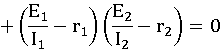 + (E₁/I₁ − r₁) (E₂/I₂ − r₂) = 0